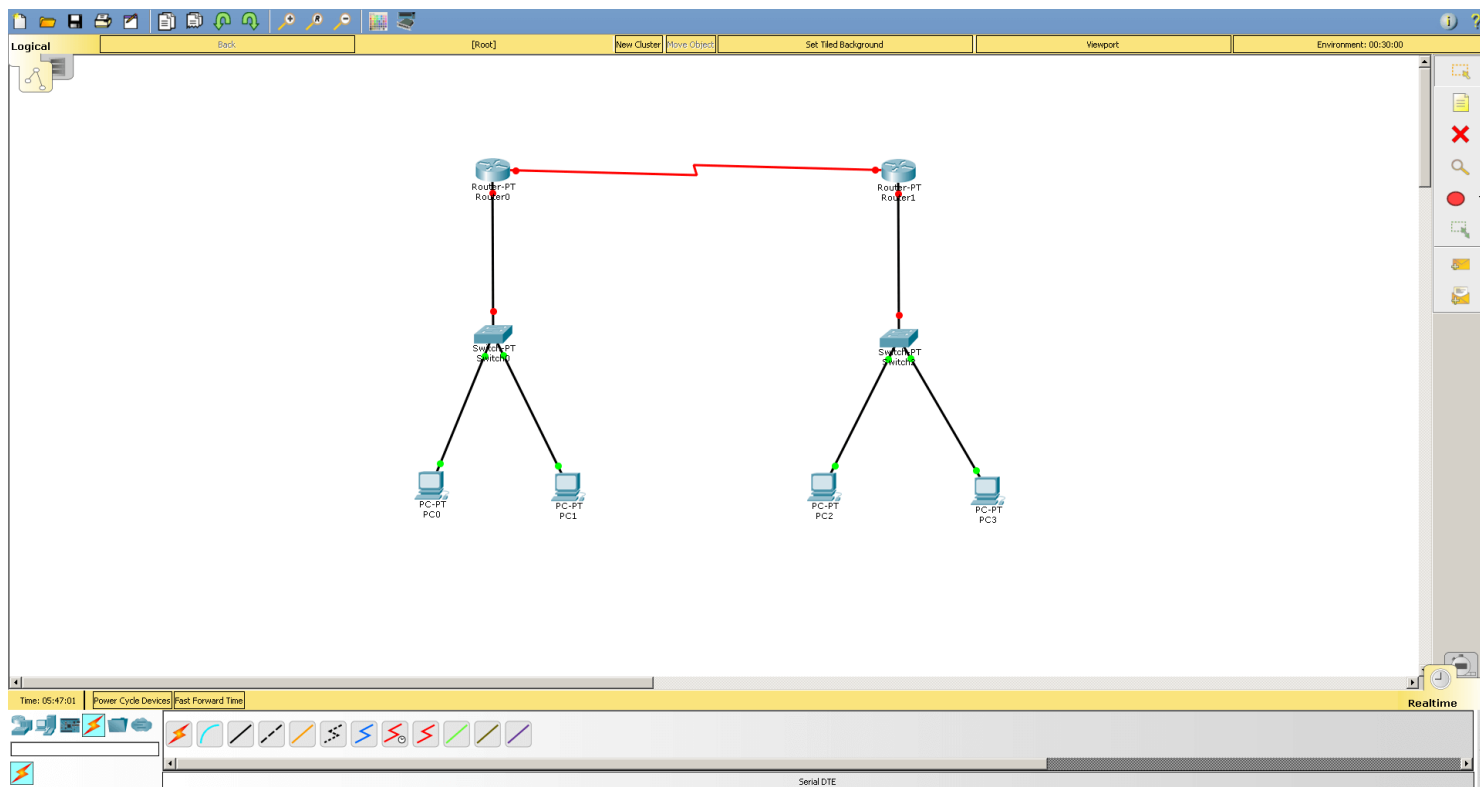 Logical
Back
[Root]
New Cluster
Move Object
Set Tiled Background
Viewport
Environment: 00:30:00
Router-PT
Router0
Router-PT
Router1
Switch-PT
Switch0
Switch-PT
Switch2
PC-PT
PC0
PC-PT
PC1
PC-PT
PC2
PC-PT
PC3
Time: 05:47:01
Power Cycle Devices
Fast Forward Time
Realtime
Serial DTE